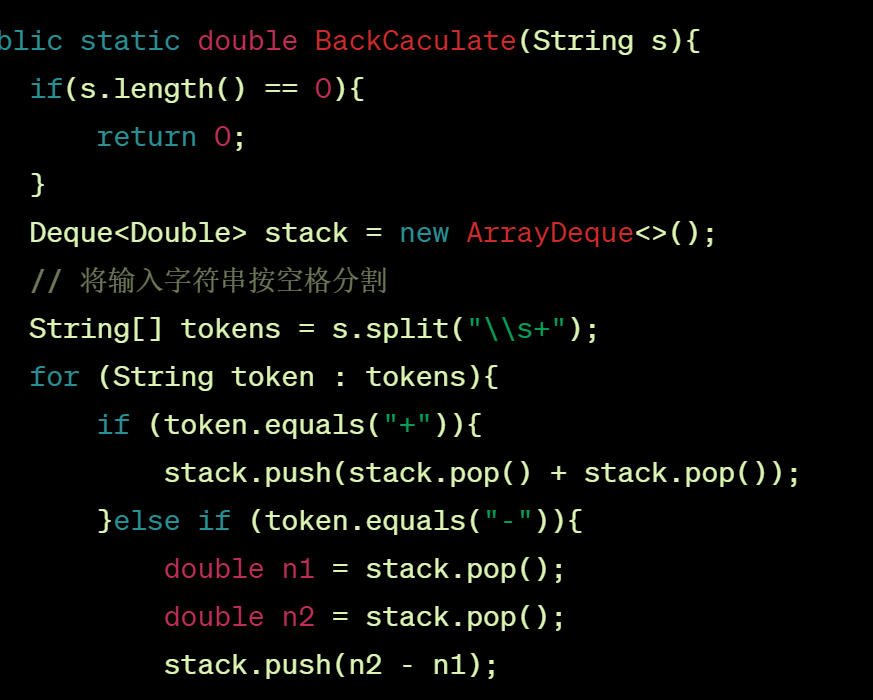 blic static double BackCaculate(String s){
if(s.length() == 0){
return 0;
}
Deque<Double> stack = new ArrayDeque<>();
// 将输入字符串按空格分割
String[] tokens = s.split("\\s+");
for (String token : tokens){
if (token.equals("+")){
stack.push(stack.pop() + stack.pop());
}else if (token.equals("-")){
double n1 = stack.pop();
double n2 = stack.pop();
stack.push(n2 - n1);